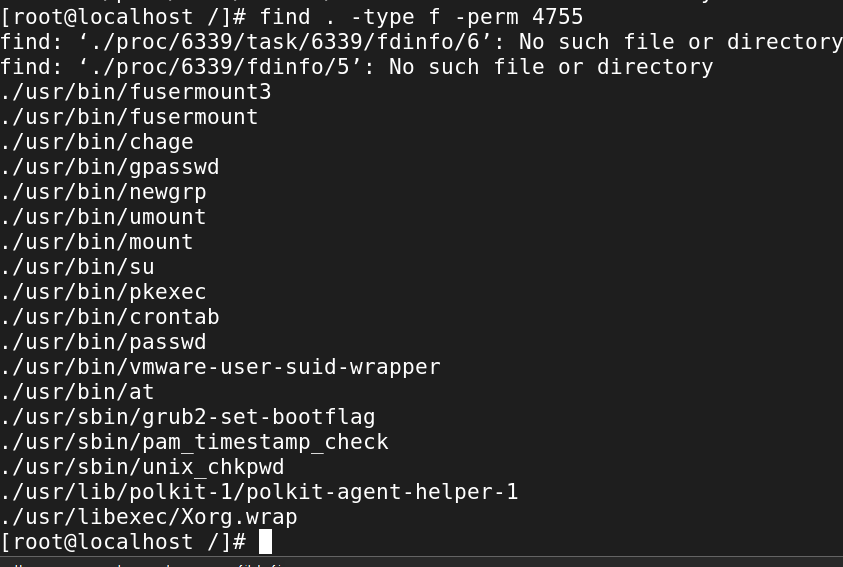 [root@localhost /]# find . -type f -perm 4755
find: ‘./proc/6339/task/6339/fdinfo/6’: No such file or directory
find: ‘./proc/6339/fdinfo/5’: No such file or directory
./usr/bin/fusermount3
./usr/bin/fusermount
./usr/bin/chage
./usr/bin/gpasswd
./usr/bin/newgrp
./usr/bin/umount
./usr/bin/mount
./usr/bin/su
./usr/bin/pkexec
./usr/bin/crontab
./usr/bin/passwd
./usr/bin/vmware-user-suid-wrapper
./usr/bin/at
./usr/sbin/grub2-set-bootflag
./usr/sbin/pam_timestamp_check
./usr/sbin/unix_chkpwd
./usr/lib/polkit-1/polkit-agent-helper-1
./usr/libexec/Xorg.wrap
[root@localhost /]#